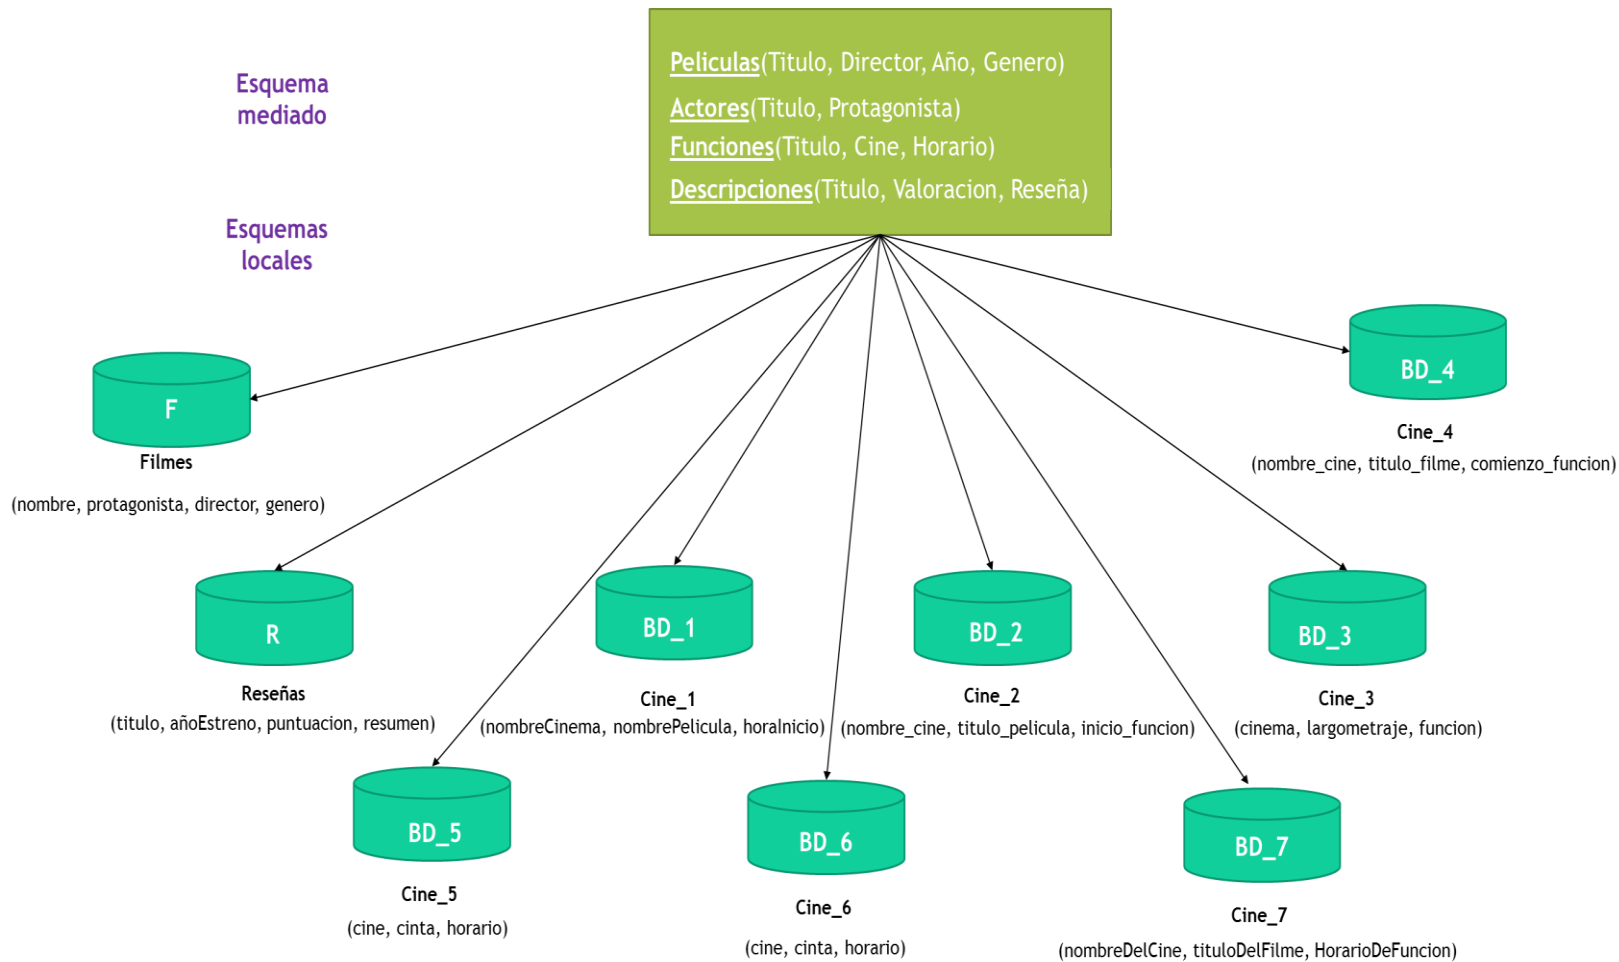 Esquema
mediado
Peliculas(Titulo, Director, Año, Genero)
Actores(Titulo, Protagonista)
Funciones(Titulo, Cine, Horario)
Descripciones(Titulo, Valoracion, Reseña)
Esquemas
locales
F
Filmes
(nombre, protagonista, director, genero)
BD_4
Cine_4
(nombre_cine, titulo_filme, comienzo_funcion)
R
Reseñas
(titulo, añoEstreno, puntuacion, resumen)
BD_1
Cine_1
(nombreCinema, nombrePelicula, horaInicio)
BD_2
Cine_2
(nombre_cine, titulo_pelicula, inicio_funcion)
BD_3
Cine_3
(cinema, largometraje, funcion)
BD_5
Cine_5
(cine, cinta, horario)
BD_6
Cine_6
(cine, cinta, horario)
BD_7
Cine_7
(nombreDelCine, tituloDelFilme, HorarioDeFuncion)